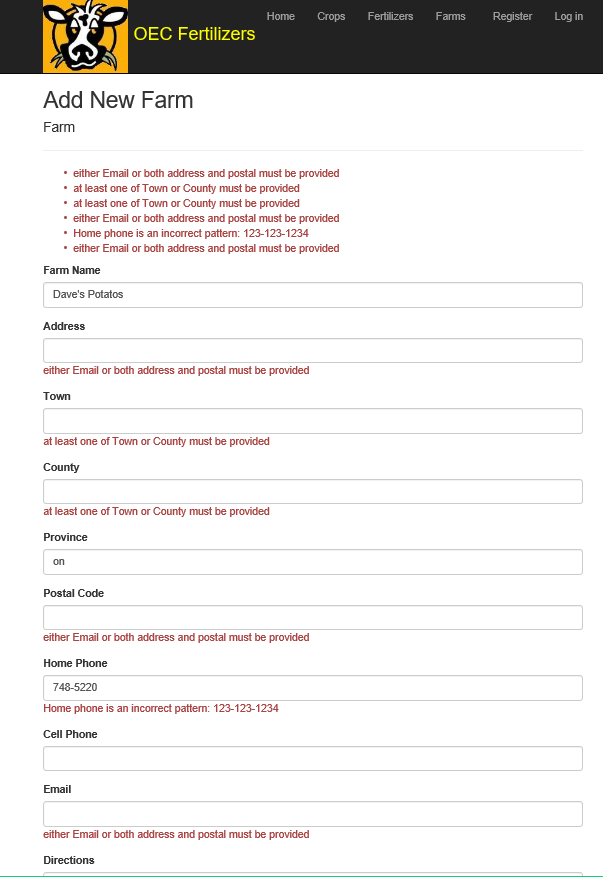 Home Crops Fertilizers Farms Register Log in
OEC Fertilizers
Add New Farm
Farm
• either Email or both address and postal must be provided
• at least one of Town or County must be provided
• at least one of Town or County must be provided
• either Email or both address and postal must be provided
• Home phone is an incorrect pattern: 123-123-1234
• either Email or both address and postal must be provided
Farm Name
Dave's Potatos
Address
either Email or both address and postal must be provided
Town
at least one of Town or County must be provided
County
at least one of Town or County must be provided
Province
on
Postal Code
either Email or both address and postal must be provided
Home Phone
748-5220
Home phone is an incorrect pattern: 123-123-1234
Cell Phone
Email
either Email or both address and postal must be provided
Directions